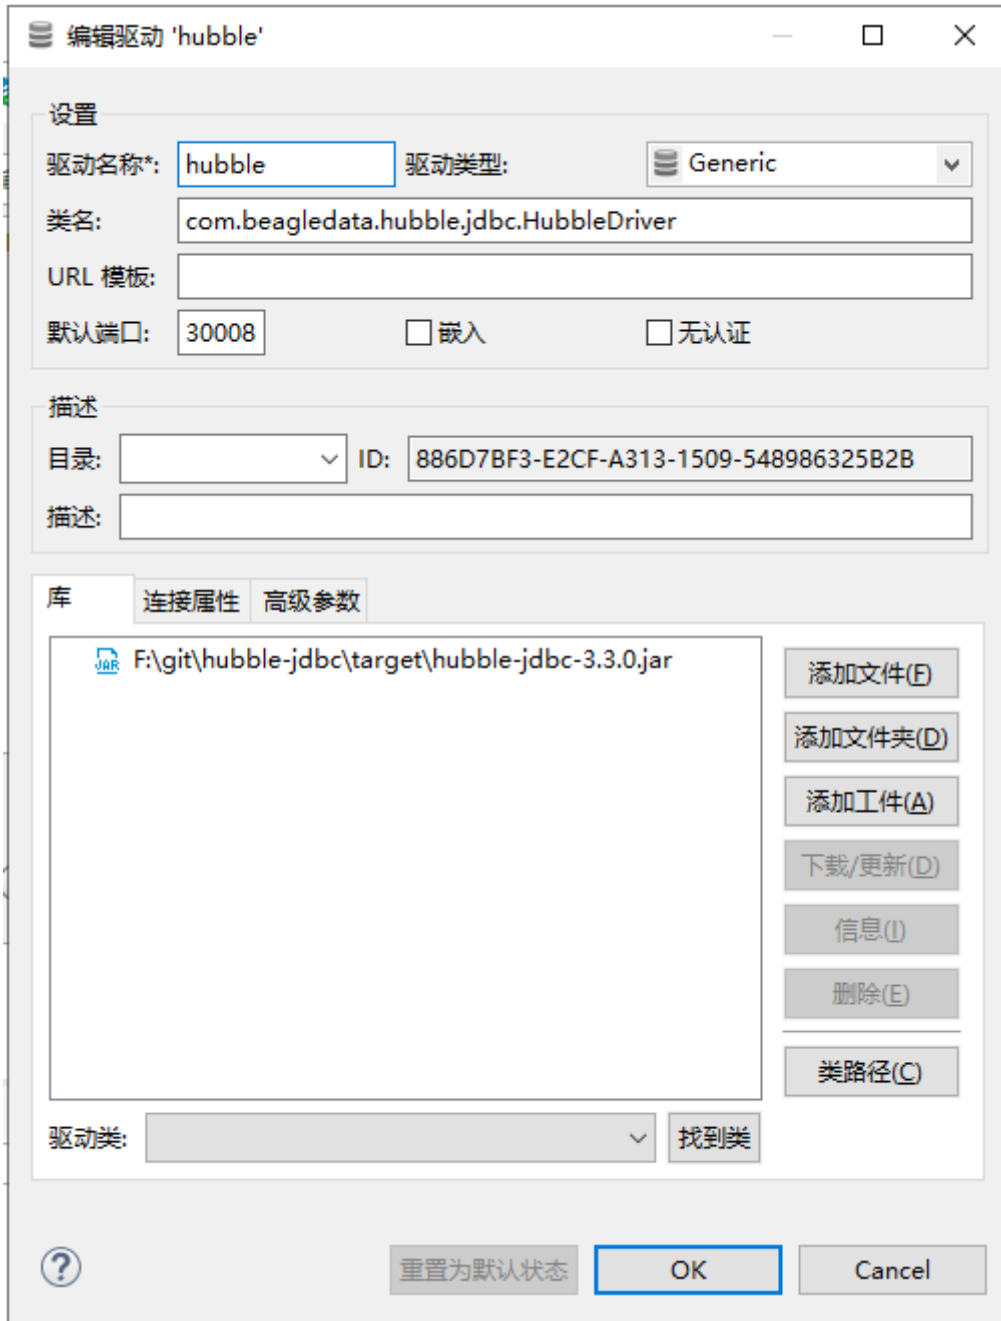 编辑驱动 'hubble'
设置
驱动名称*: hubble 驱动类型: Generic
类名: com.beagledata.hubble.jdbc.HubbleDriver
URL 模板:
默认端口: 30008 嵌入 无认证
描述
目录: ID: 886D7BF3-E2CF-A313-1509-548986325B2B
描述:
库 连接属性 高级参数
JAR F:\git\hubble-jdbc\target\hubble-jdbc-3.3.0.jar
添加文件(F)
添加文件夹(D)
添加工件(A)
下载/更新(D)
信息(I)
删除(E)
类路径(C)
驱动类: 找到类
? 重置为默认状态 OK Cancel